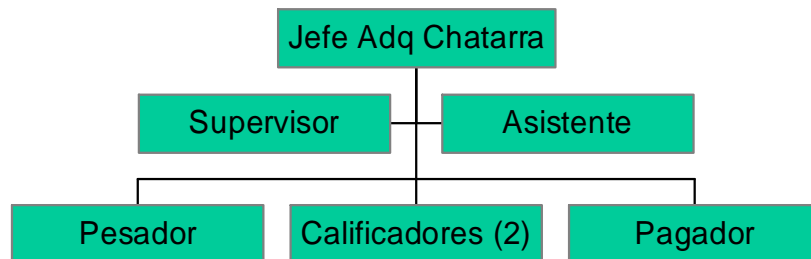 Jefe Adq Chatarra
Supervisor
Asistente
Pesador
Calificadores (2)
Pagador